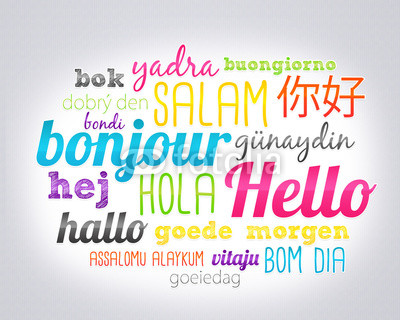 bok yadra buongiorno
dobrý den SALAM 你好
bondi
bonjour günaydin
fotolia
hej HOLA Hello
hallo goede morgen
ASSALOMU ALAYKUM vitaju BOM DIA
goeiedag